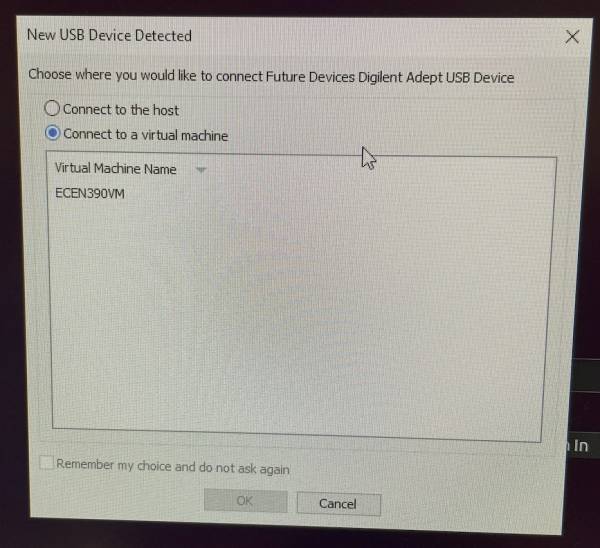 New USB Device Detected
Choose where you would like to connect Future Devices Digilent Adept USB Device
Connect to the host
Connect to a virtual machine
Virtual Machine Name
ECEN390VM
In
Remember my choice and do not ask again
OK
Cancel